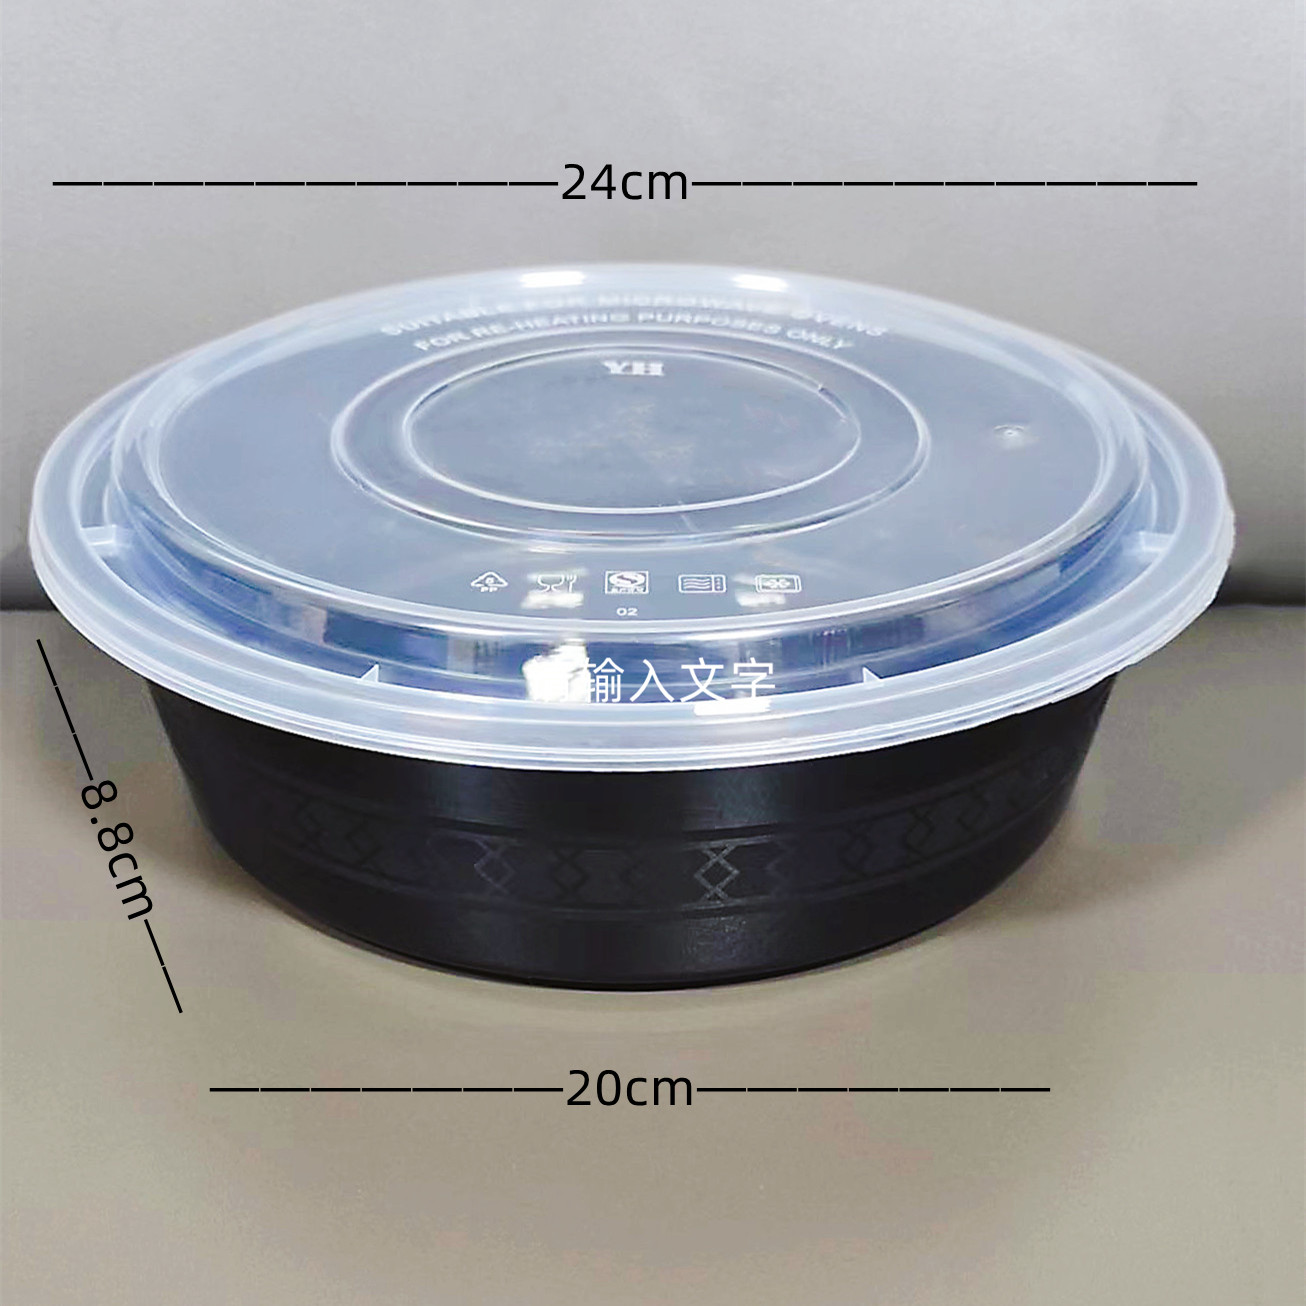 24cm
SUITABLE FOR MICROWAVE OVENS
FOR RE-HEATING PURPOSES ONLY
YH
6
PP
02
输入文字
8.8cm
20cm